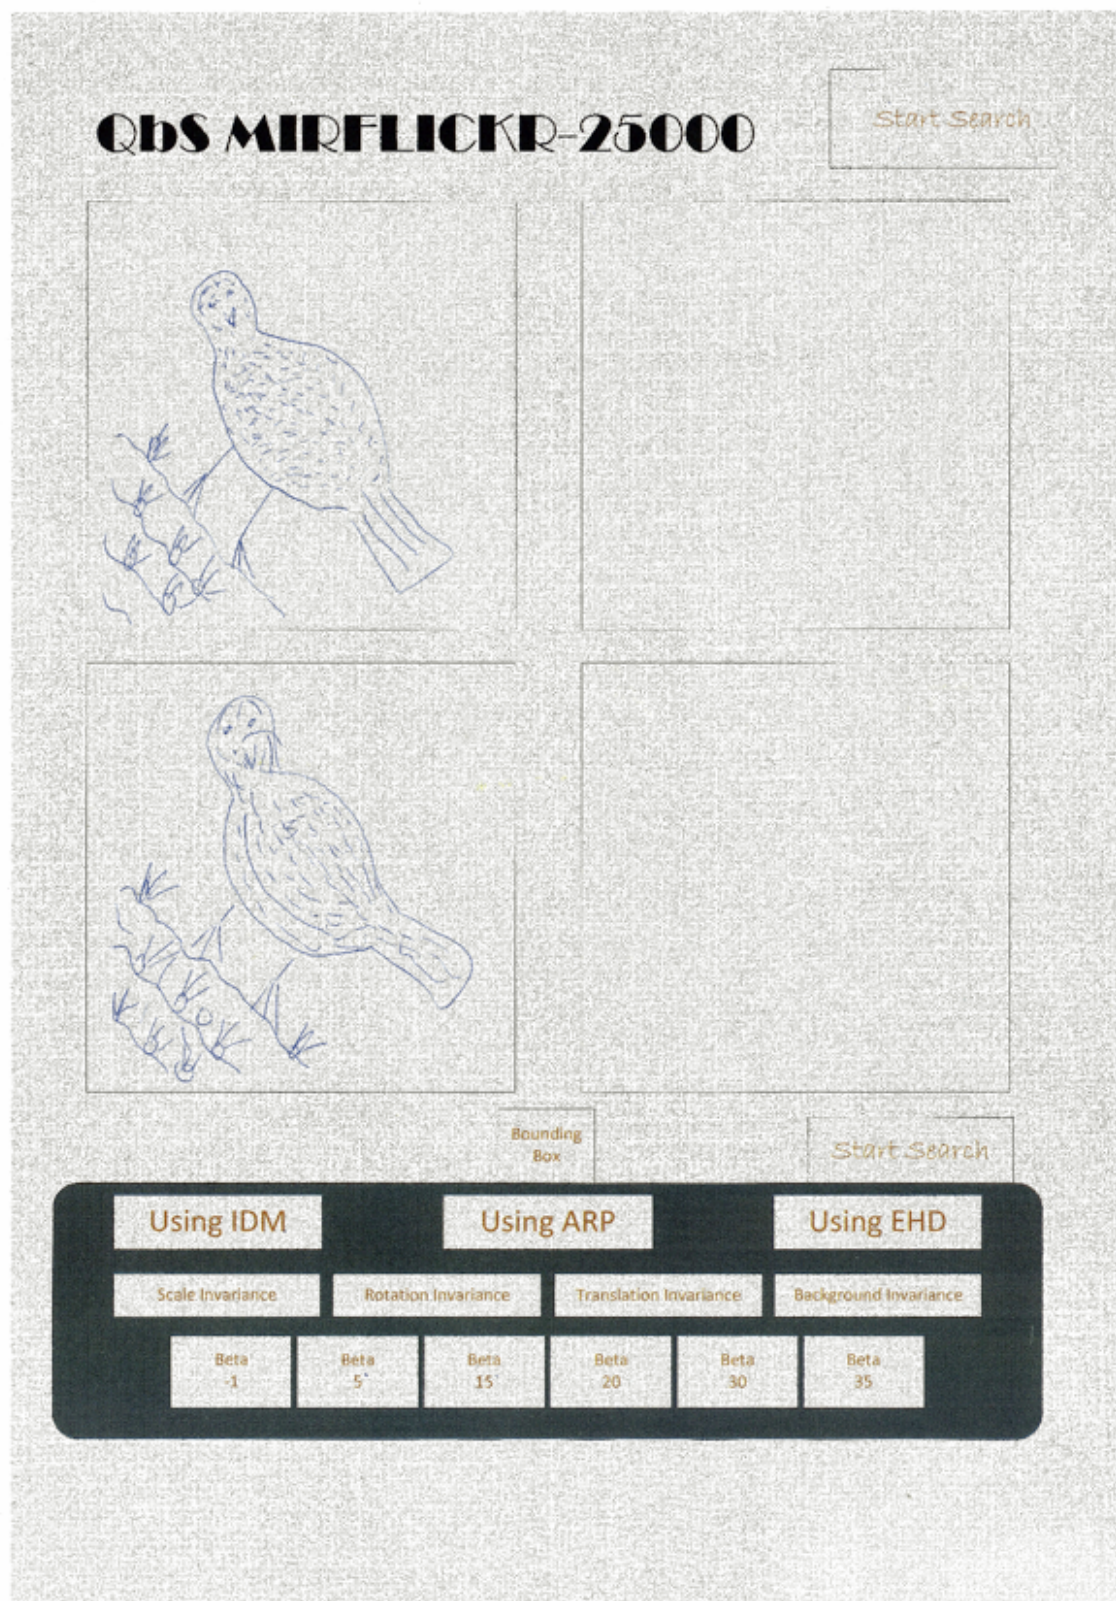 QbS MIRFLICKR-25000
Start Search
Bounding
Box
Start Search
Using IDM
Using ARP
Using EHD
Scale Invariance
Rotation Invariance
Translation Invariance
Background Invariance
Beta
-1
Beta
5
Beta
15
Beta
20
Beta
30
Beta
35